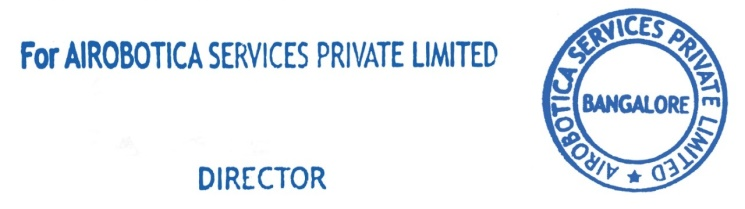 For AIROBOTICA SERVICES PRIVATE LIMITED
DIRECTOR
AIROBOTICA SERVICES PRIVATE LIMITED ★
BANGALORE